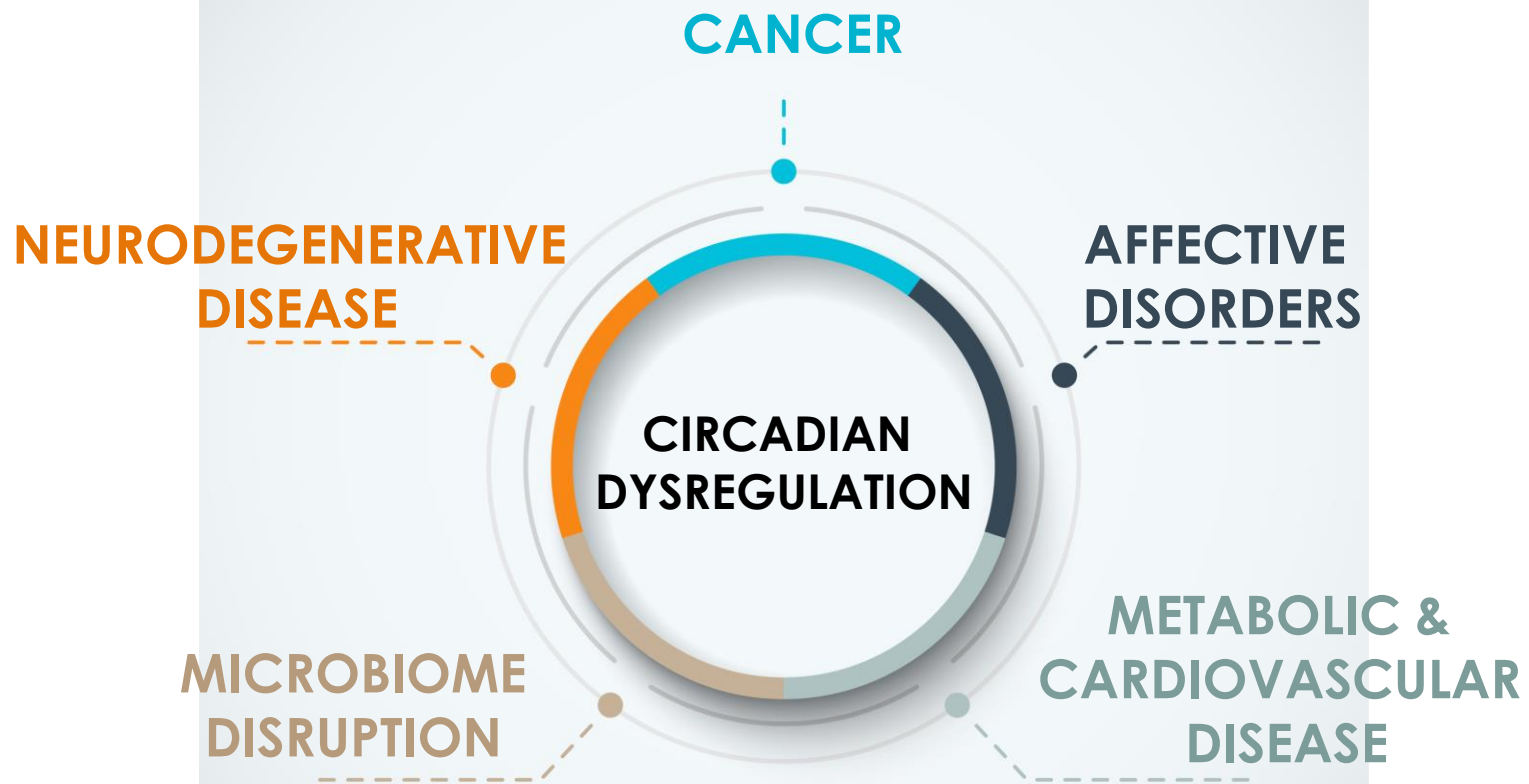 CANCER
NEURODEGENERATIVE
DISEASE
AFFECTIVE
DISORDERS
CIRCADIAN
DYSREGULATION
MICROBIOME
DISRUPTION
METABOLIC &
CARDIOVASCULAR
DISEASE